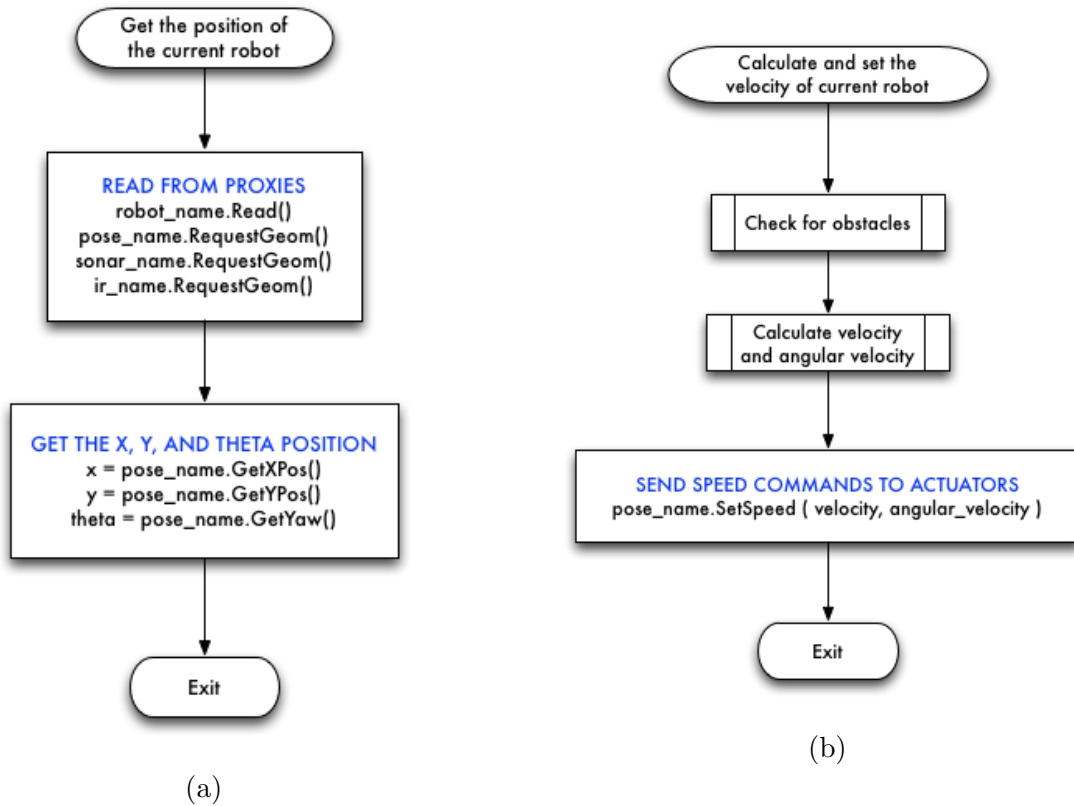 Get the position of
the current robot
READ FROM PROXIES
robot_name.Read()
pose_name.RequestGeom()
sonar_name.RequestGeom()
ir_name.RequestGeom()
GET THE X, Y, AND THETA POSITION
x = pose_name.GetXPos()
y = pose_name.GetYPos()
theta = pose_name.GetYaw()
Exit
(a)
Calculate and set the
velocity of current robot
Check for obstacles
Calculate velocity
and angular velocity
SEND SPEED COMMANDS TO ACTUATORS
pose_name.SetSpeed ( velocity, angular_velocity )
Exit
(b)